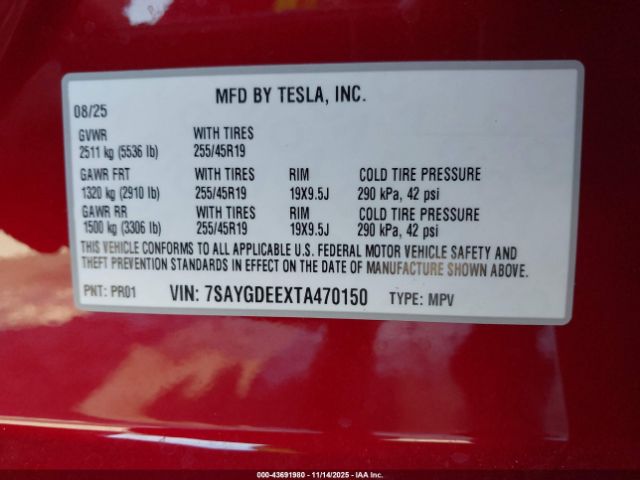 MFD BY TESLA, INC.
08/25
GVWR WITH TIRES
2511 kg (5536 lb) 255/45R19
GAWR FRT WITH TIRES RIM COLD TIRE PRESSURE
1320 kg (2910 lb) 255/45R19 19X9.5J 290 kPa, 42 psi
GAWR RR WITH TIRES RIM COLD TIRE PRESSURE
1500 kg (3306 lb) 255/45R19 19X9.5J 290 kPa, 42 psi
THIS VEHICLE CONFORMS TO ALL APPLICABLE U.S. FEDERAL MOTOR VEHICLE SAFETY AND
THEFT PREVENTION STANDARDS IN EFFECT ON THE DATE OF MANUFACTURE SHOWN ABOVE.
PNT: PR01 VIN: 7SAYGDEEXTA470150 TYPE: MPV
000-43691980 - 11/14/2025 - IAA Inc.